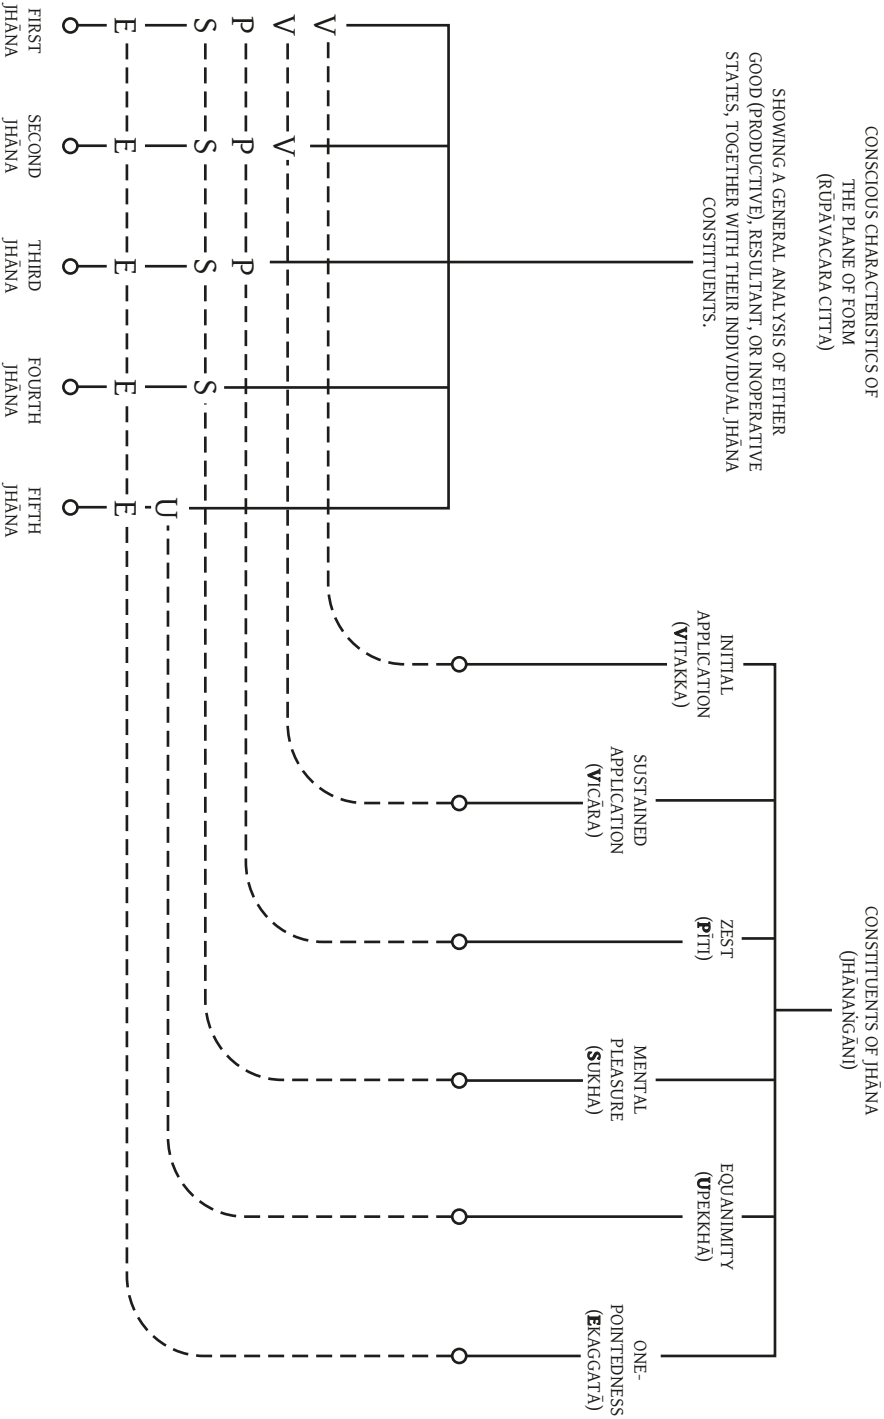 CONSCIOUS CHARACTERISTICS OF
THE PLANE OF FORM
(RŪPĀVACARA CITTA)
SHOWING A GENERAL ANALYSIS OF EITHER
GOOD (PRODUCTIVE), RESULTANT, OR INOPERATIVE
STATES, TOGETHER WITH THEIR INDIVIDUAL JHĀNA
CONSTITUENTS.
CONSTITUENTS OF JHĀNA
(JHĀNAṄGĀNI)
INITIAL
APPLICATION
(VITAKKA)
SUSTAINED
APPLICATION
(VICĀRA)
ZEST
(PĪTI)
MENTAL
PLEASURE
(SUKHA)
EQUANIMITY
(UPEKKHĀ)
ONE-
POINTEDNESS
(EKAGGATĀ)
V
V V
P P P
S S S S
U
E E E E E
FIRST
JHĀNA
SECOND
JHĀNA
THIRD
JHĀNA
FOURTH
JHĀNA
FIFTH
JHĀNA